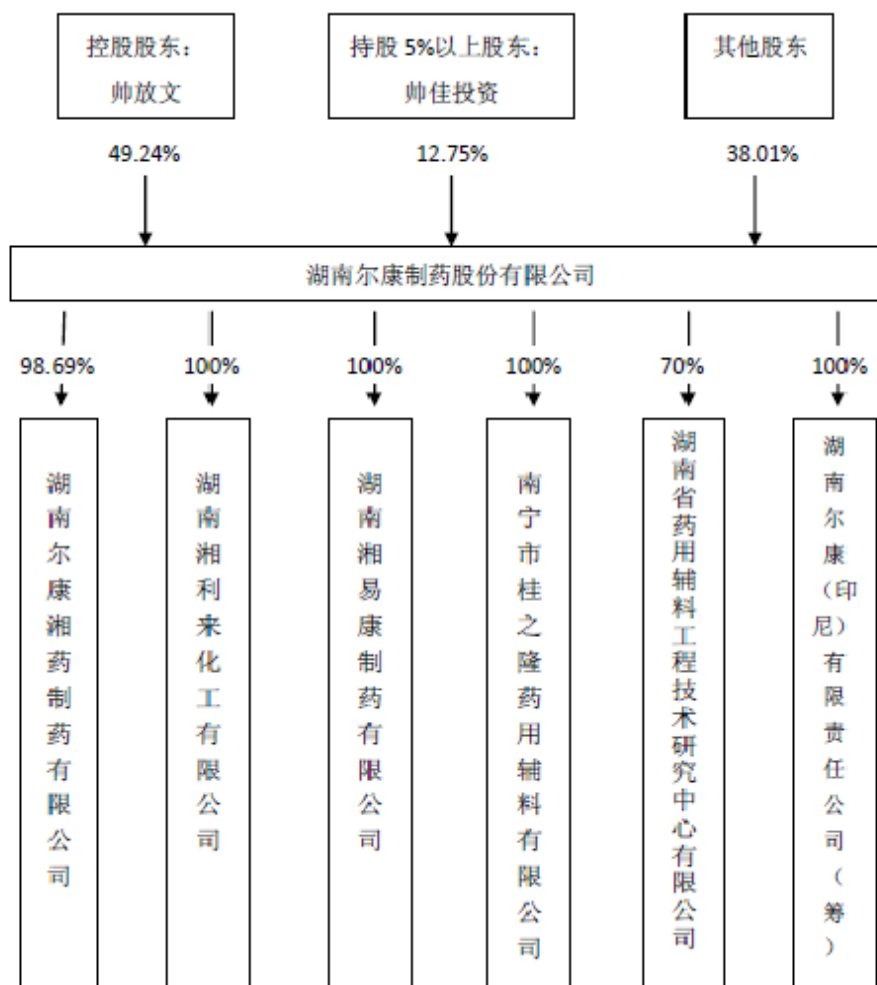 控股股东：
帅放文
持股 5%以上股东：
帅佳投资
其他股东
49.24%
12.75%
38.01%
湖南尔康制药股份有限公司
98.69%
100%
100%
100%
70%
100%
湖南尔康湘药制药有限公司
湖南湘利来化工有限公司
湖南湘易康制药有限公司
南宁市桂之隆药用辅料有限公司
湖南省药用辅料工程技术研究中心有限公司
湖南尔康（印尼）有限责任公司（筹）